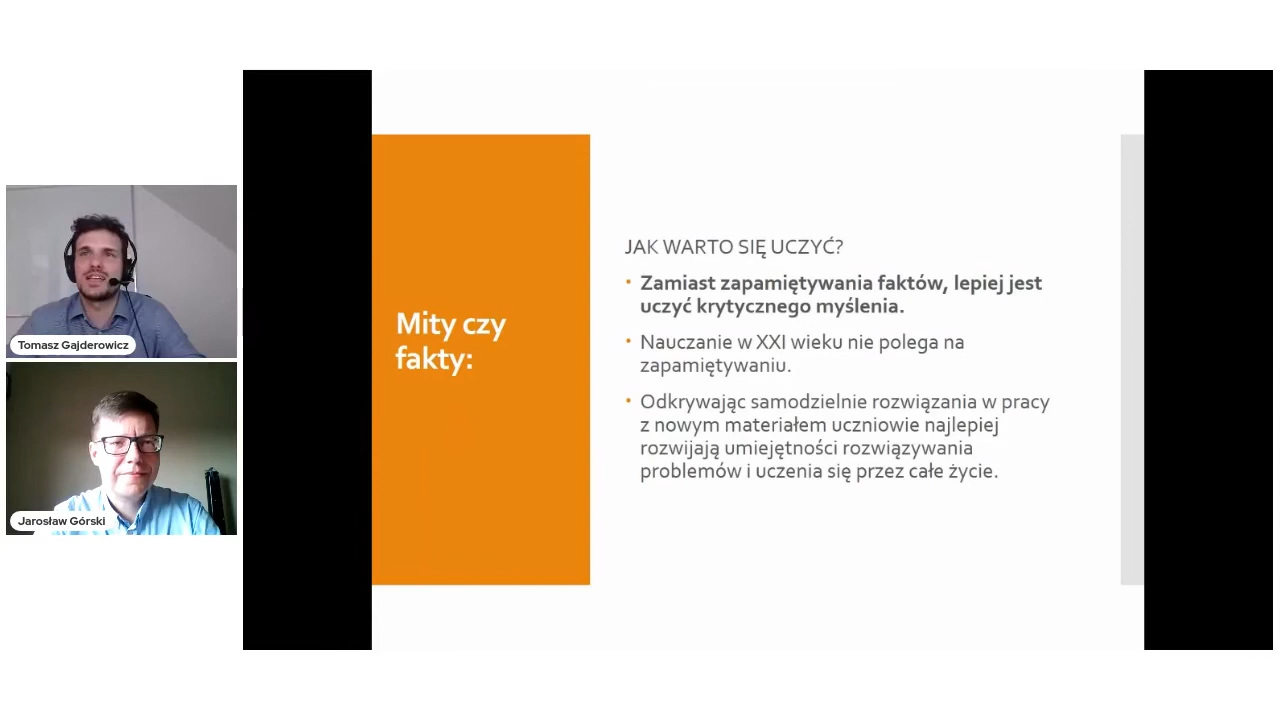 Tomasz Gajderowicz
Jarosław Górski
Mity czy
fakty:
JAK WARTO SIĘ UCZYĆ?
• Zamiast zapamiętywania faktów, lepiej jest
uczyć krytycznego myślenia.
• Nauczanie w XXI wieku nie polega na
zapamiętywaniu.
• Odkrywając samodzielnie rozwiązania w pracy
z nowym materiałem uczniowie najlepiej
rozwijają umiejętności rozwiązywania
problemów i uczenia się przez całe życie.